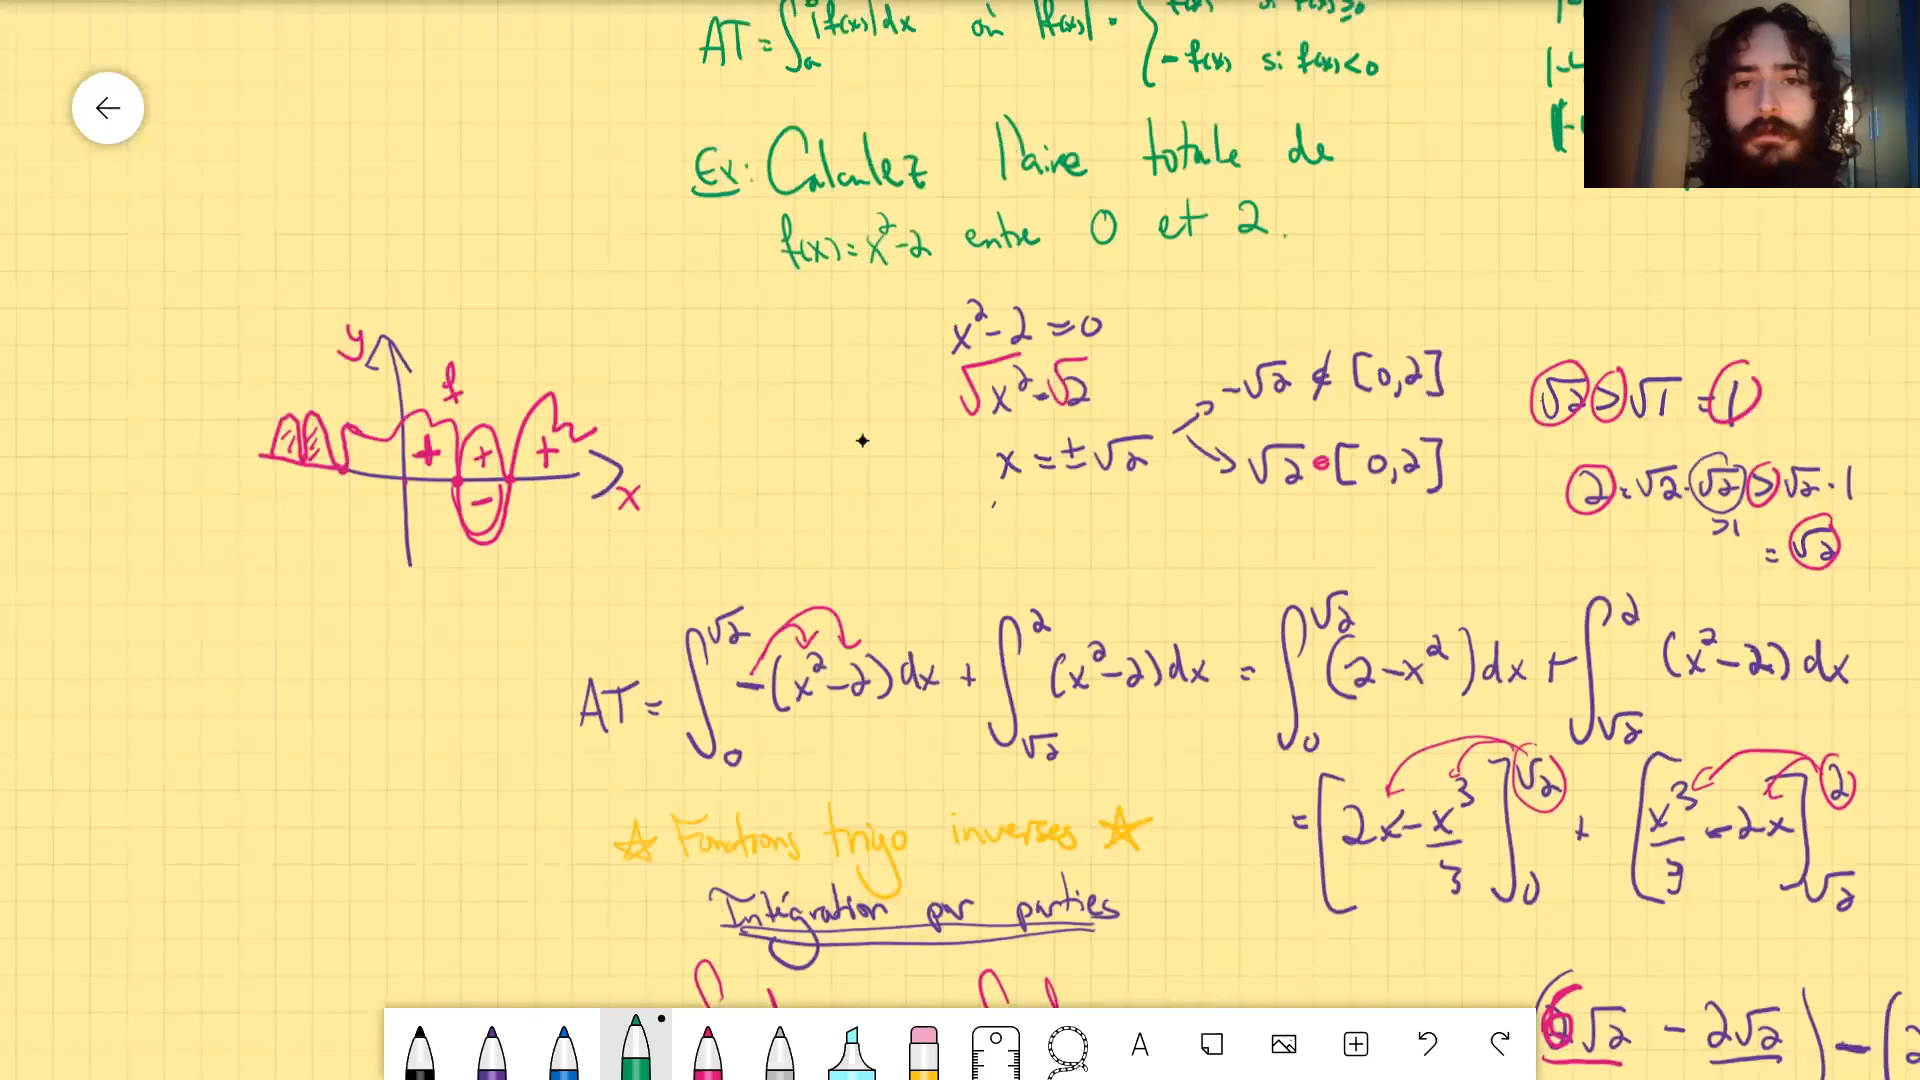 AT = ∫ₐ |f(x)| dx où |f(x)| = { f(x) si f(x) ≥ 0
- f(x) si f(x) < 0
Ex: Calculez l'aire totale de
f(x) = x² - 2 entre 0 et 2.
x² - 2 = 0
√x² = √2
x = ± √2
-√2 ∉ [0,2]
√2 • [0,2]
√2 > √1 = 1
2 = √2 · √2 > √2 · 1
>1
= √2
y
f
+ + +
-
x
AT = ∫₀^√2 -(x² - 2) dx + ∫_√2^2 (x² - 2) dx = ∫₀^√2 (2 - x²) dx + ∫_√2^2 (x² - 2) dx
= [2x - x³/3]₀^√2 + [x³/3 - 2x]_√2^2
☆ Fonctions trigo inverses ☆
Intégration par parties
6√2 - 2√2 ) - (
A